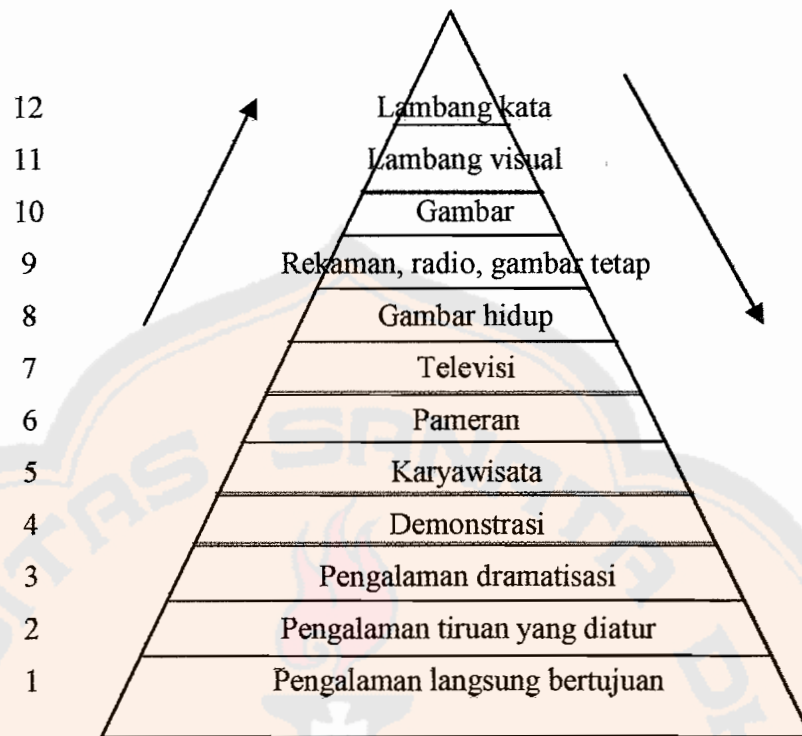 12 Lambang kata
11 Lambang visual
10 Gambar
9 Rekaman, radio, gambar tetap
8 Gambar hidup
7 Televisi
6 Pameran
5 Karyawisata
4 Demonstrasi
3 Pengalaman dramatisasi
2 Pengalaman tiruan yang diatur
1 Pengalaman langsung bertujuan